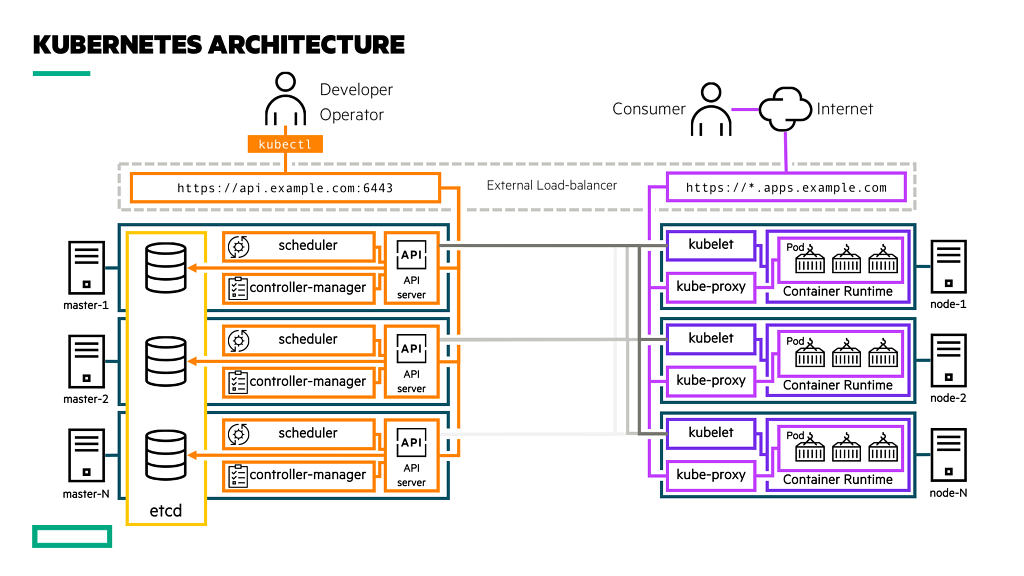 KUBERNETES ARCHITECTURE
Developer
Operator
kubectl
Consumer
Internet
https://api.example.com:6443
External Load-balancer
https://*.apps.example.com
master-1
scheduler
controller-manager
API
API
server
kubelet
kube-proxy
Pod
Container Runtime
node-1
master-2
scheduler
controller-manager
API
API
server
kubelet
kube-proxy
Pod
Container Runtime
node-2
master-N
scheduler
controller-manager
API
API
server
kubelet
kube-proxy
Pod
Container Runtime
node-N
etcd